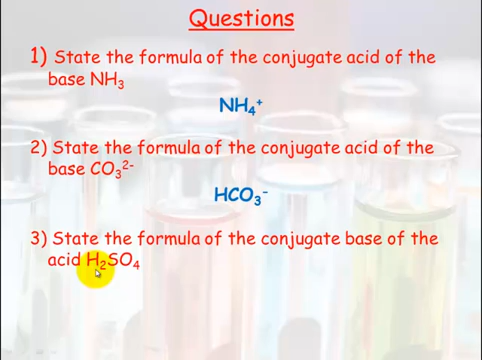 Questions
1) State the formula of the conjugate acid of the
base NH₃
NH₄⁺
2) State the formula of the conjugate acid of the
base CO₃²⁻
HCO₃⁻
3) State the formula of the conjugate base of the
acid H₂SO₄